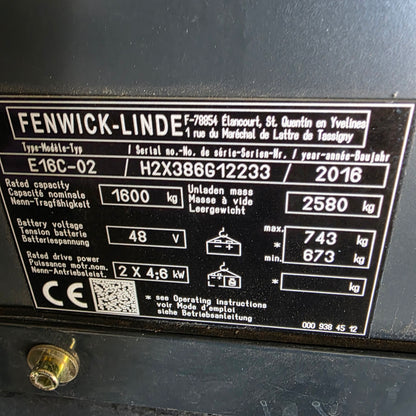 FENWICK-LINDE
F-78854 Élancourt, St. Quentin en Yvelines
1 rue du Maréchal de Lattre de Tassigny
Type-Modèle-Typ / Serial no.-No. de série-Serien-Nr. / year-année-Baujahr
E16C-02 / H2X386G12233 / 2016
Rated capacity
Capacité nominale
Nenn-Tragfähigkeit
1600 kg
Unladen mass
Masse à vide
Leergewicht
2580 kg
Battery voltage
Tension batterie
Batteriespannung
48 V
max. 743 kg
*
min. 673 kg
Rated drive power
Puissance motr.nom.
Nenn-Antriebsleist.
2 X 4,6 kW
* kg
CE
* see Operating instructions
voir Mode d'emploi
siehe Betriebsanleitung
000 938 45 12